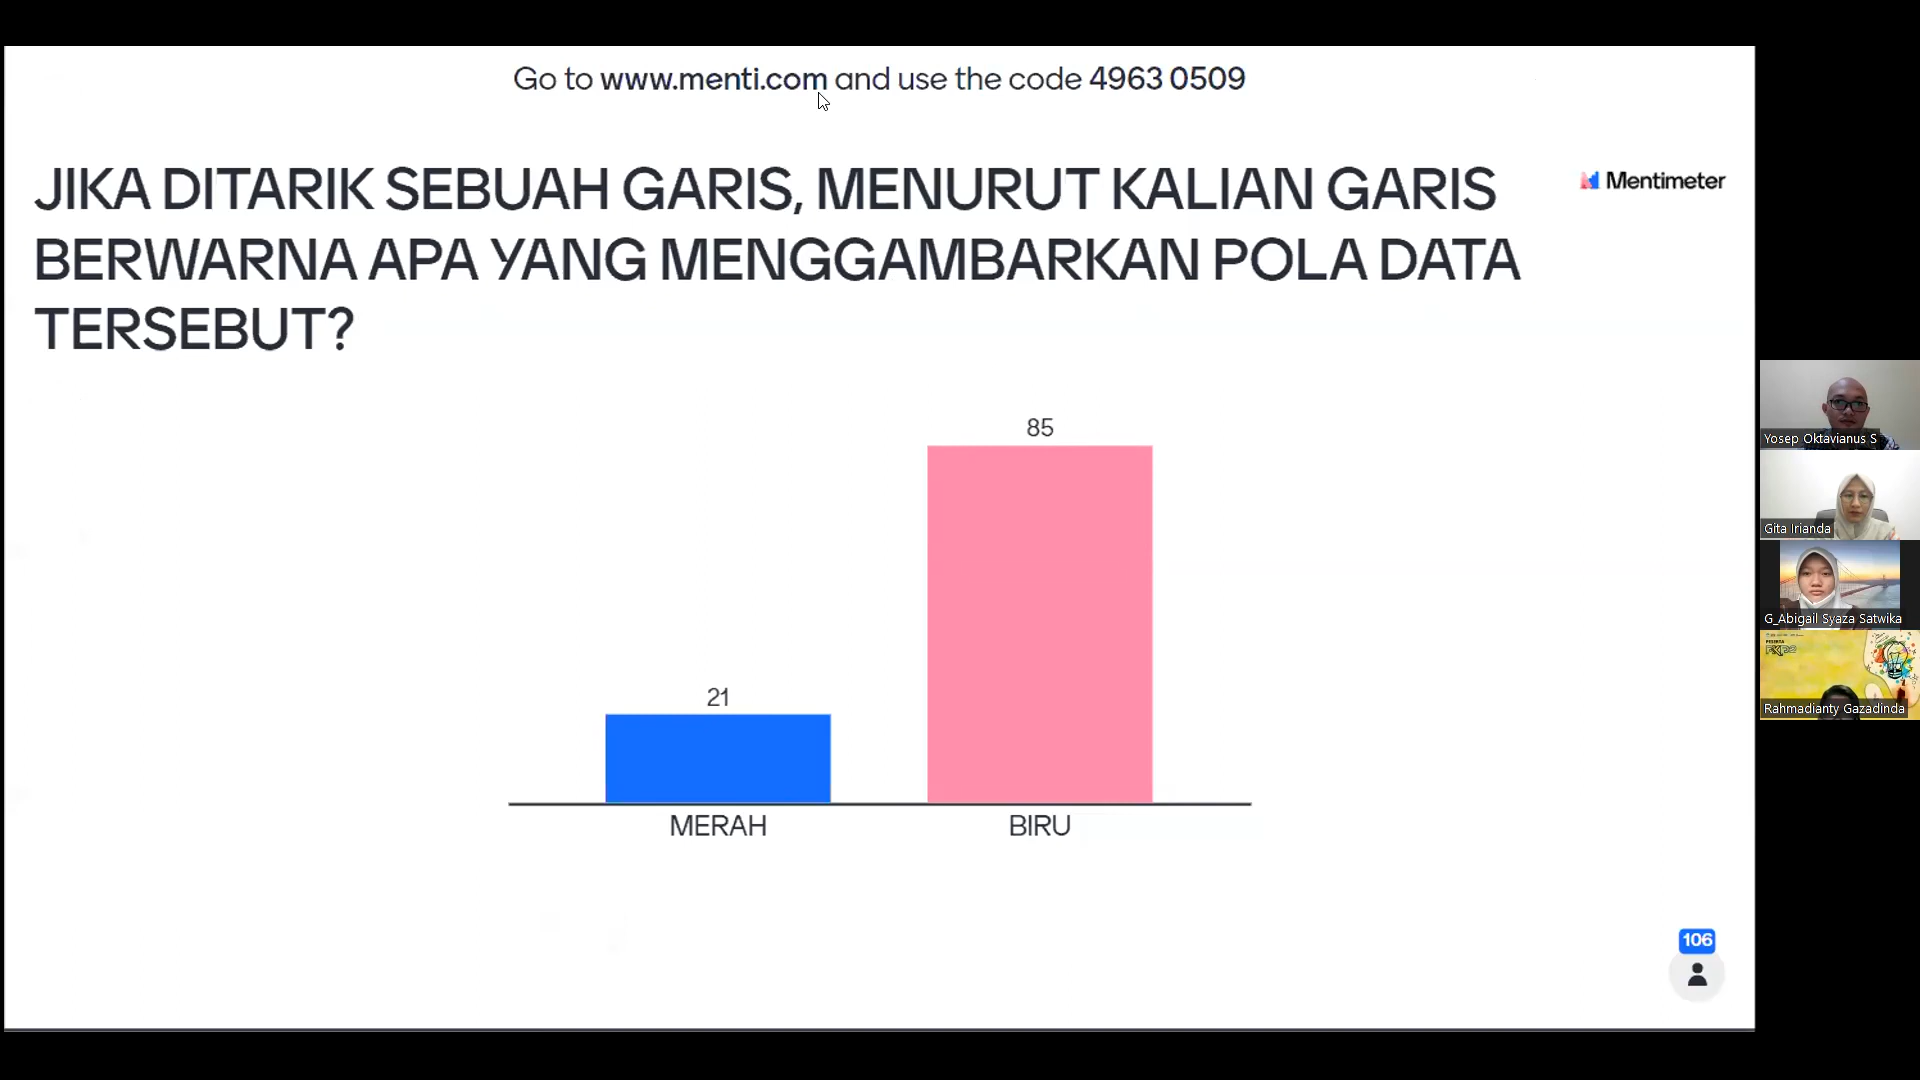 Go to www.menti.com and use the code 4963 0509
JIKA DITARIK SEBUAH GARIS, MENURUT KALIAN GARIS
BERWARNA APA YANG MENGGAMBARKAN POLA DATA
TERSEBUT?
Mentimeter
85
21
MERAH
BIRU
106
Yosep Oktavianus S
Gita Irianda
G_Abigail Syaza Satwika
PESERTA
Rahmadianty Gazadinda